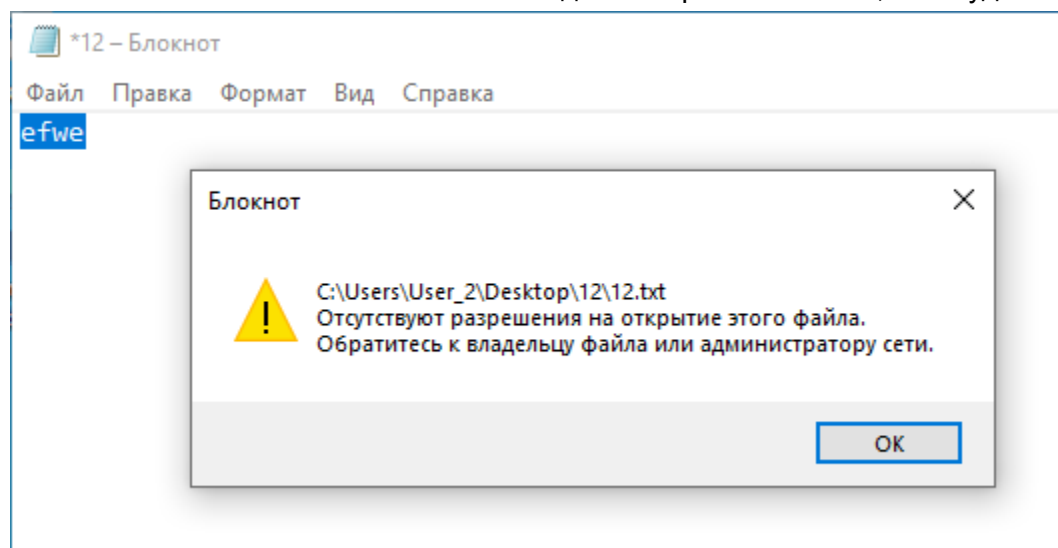 *12 – Блокнот
Файл Правка Формат Вид Справка
efwe
Блокнот
C:\Users\User_2\Desktop\12\12.txt
Отсутствуют разрешения на открытие этого файла.
Обратитесь к владельцу файла или администратору сети.
ОК